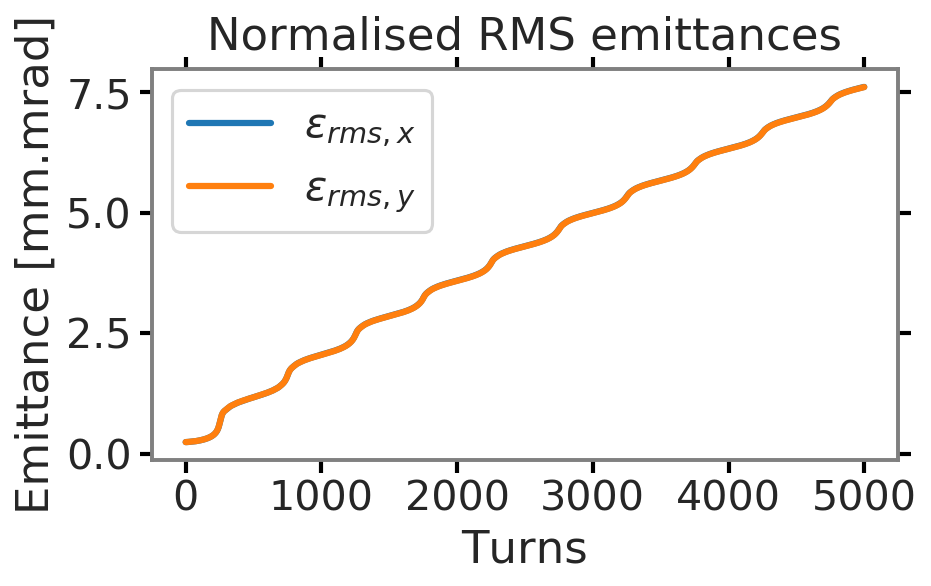 Normalised RMS emittances
Emittance [mm.mrad]
7.5
5.0
2.5
0.0
ε_{rms, x}
ε_{rms, y}
0 1000 2000 3000 4000 5000
Turns